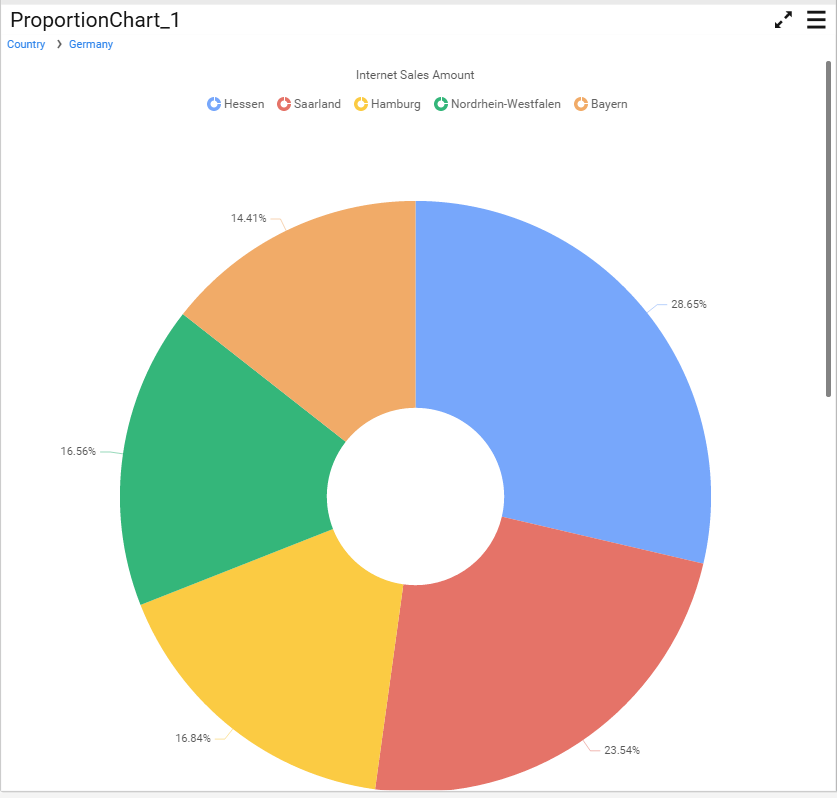 ProportionChart_1
Country Germany
Internet Sales Amount
Hessen Saarland Hamburg Nordrhein-Westfalen Bayern
14.41%
28.65%
16.56%
16.84%
23.54%